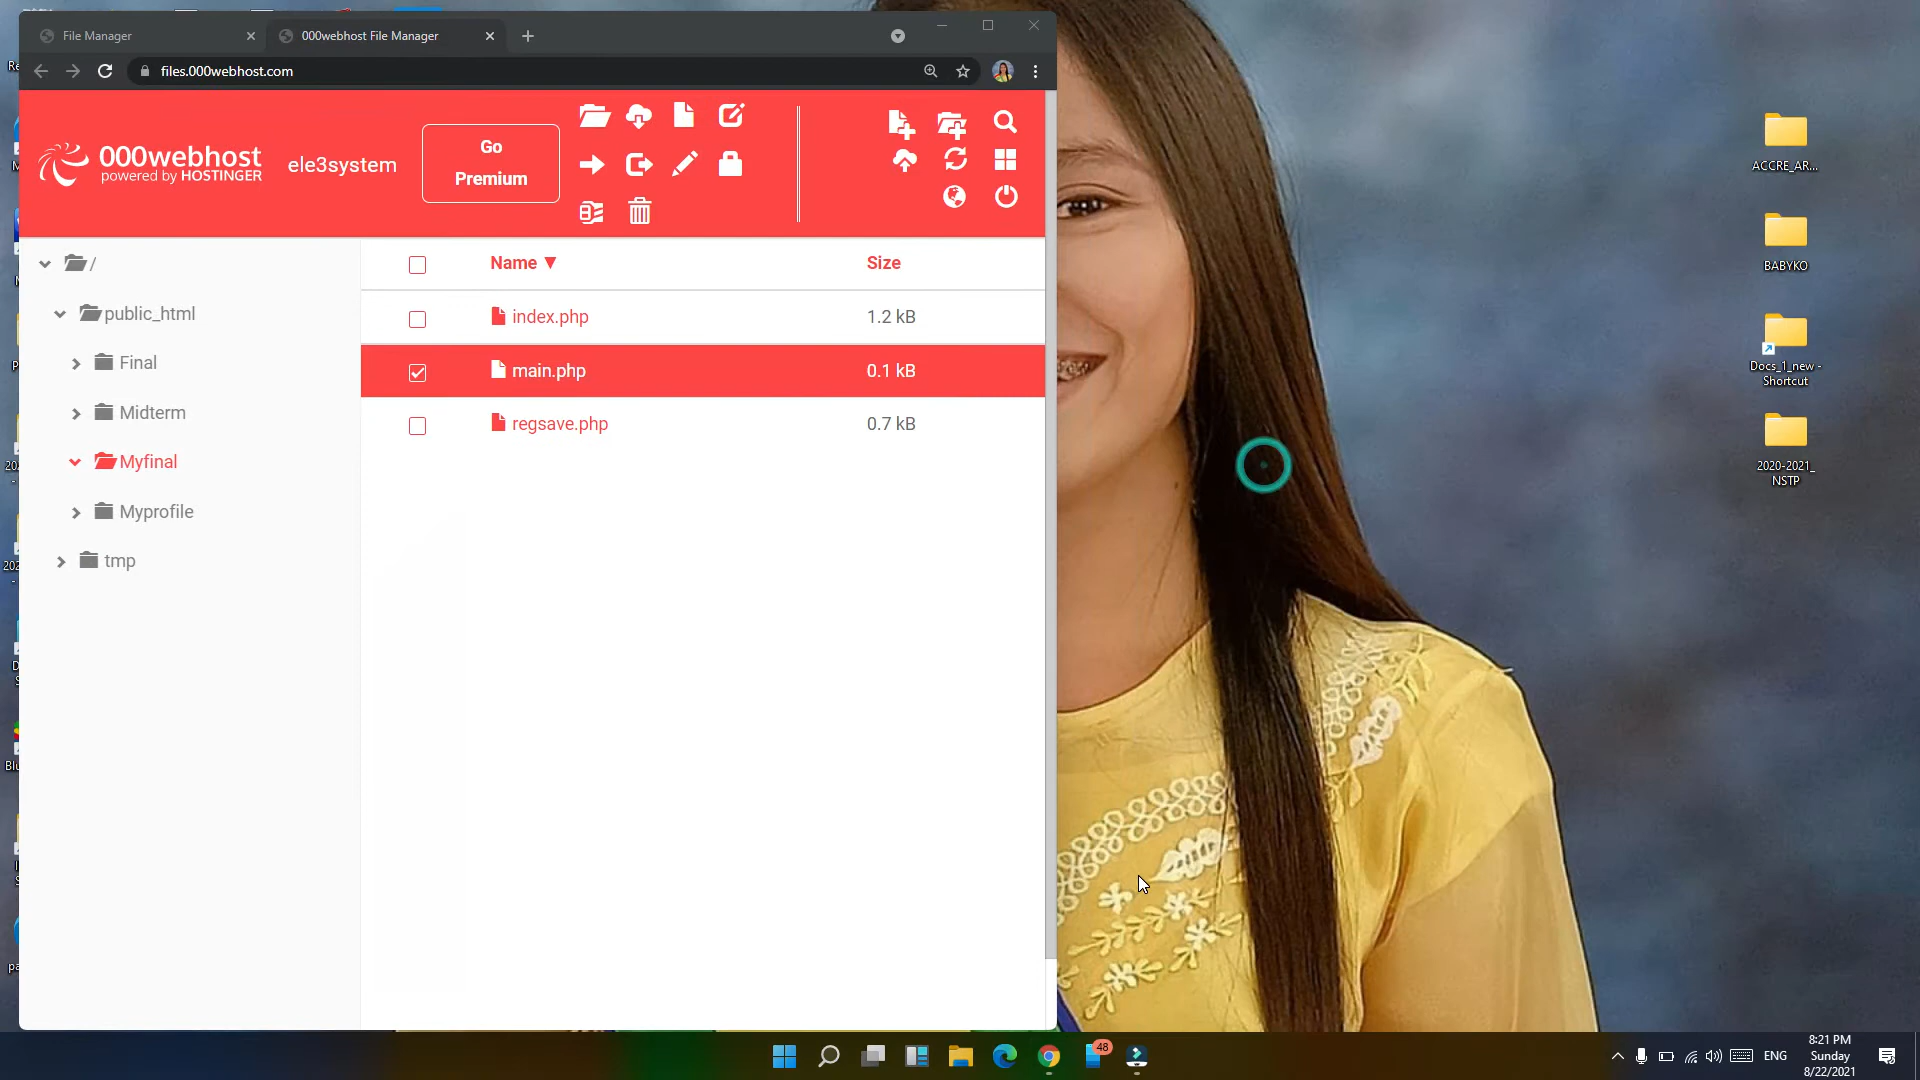 File Manager
000webhost File Manager
files.000webhost.com
000webhost
powered by HOSTINGER
ele3system
Go
Premium
/
public_html
Final
Midterm
Myfinal
Myprofile
tmp
Name ▼
Size
index.php
1.2 kB
main.php
0.1 kB
regsave.php
0.7 kB
ACCRE_AR...
BABYKO
Docs_1_new -
Shortcut
2020-2021_
NSTP
48
ENG
8:21 PM
Sunday
8/22/2021